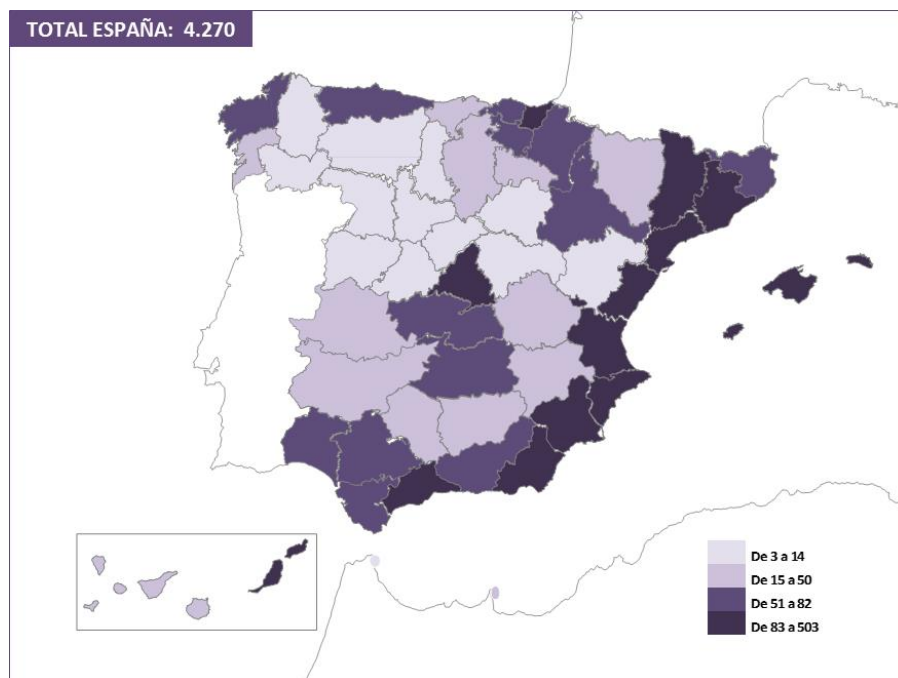 TOTAL ESPAÑA: 4.270
De 3 a 14
De 15 a 50
De 51 a 82
De 83 a 503